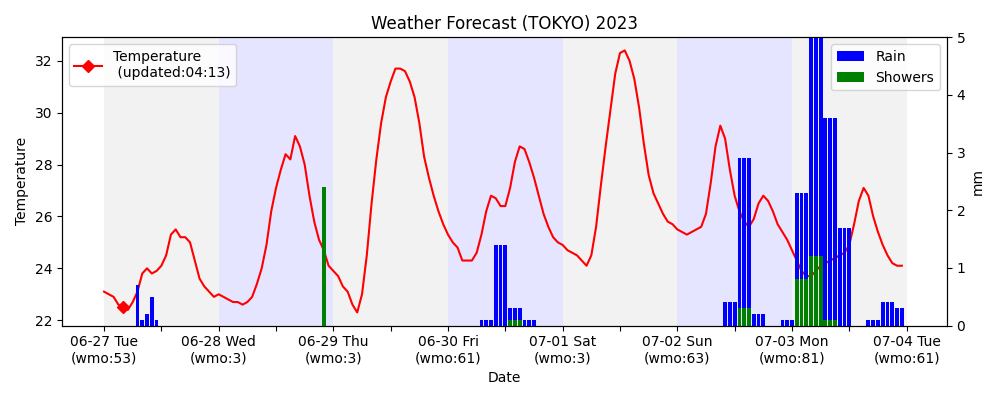 Weather Forecast (TOKYO) 2023
Temperature
(updated:04:13)
Rain
Showers
Temperature
32
30
28
26
24
22
5
4
3
2
1
0
mm
06-27 Tue
(wmo:53)
06-28 Wed
(wmo:3)
06-29 Thu
(wmo:3)
06-30 Fri
(wmo:61)
07-01 Sat
(wmo:3)
07-02 Sun
(wmo:63)
07-03 Mon
(wmo:81)
07-04 Tue
(wmo:61)
Date